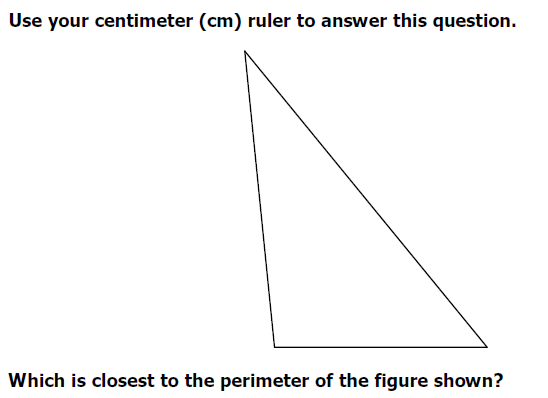 Use your centimeter (cm) ruler to answer this question.
Which is closest to the perimeter of the figure shown?